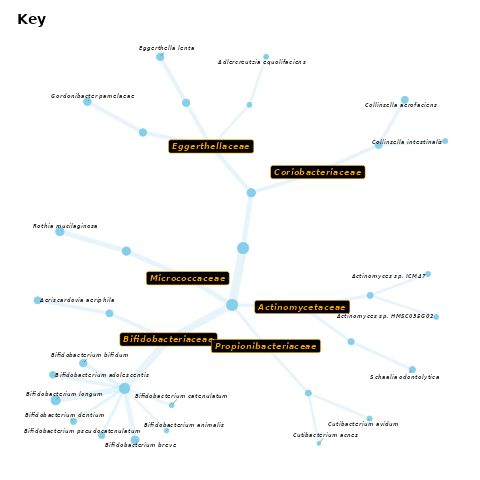 Key
Eggerthella lenta
Adlercreutzia equolifaciens
Gordonibacter pamelaeae
Collinsella aerofaciens
Collinsella intestinalis
Eggerthellaceae
Coriobacteriaceae
Rothia mucilaginosa
Micrococcaceae
Actinomyces sp. ICM47
Aeriscardovia aeriphila
Actinomycetaceae
Actinomyces sp. HMSC035G02
Bifidobacteriaceae
Propionibacteriaceae
Bifidobacterium bifidum
Bifidobacterium adolescentis
Schaalia odontolytica
Bifidobacterium longum
Bifidobacterium catenulatum
Bifidobacterium dentium
Bifidobacterium animalis
Cutibacterium avidum
Bifidobacterium pseudocatenulatum
Cutibacterium acnes
Bifidobacterium breve